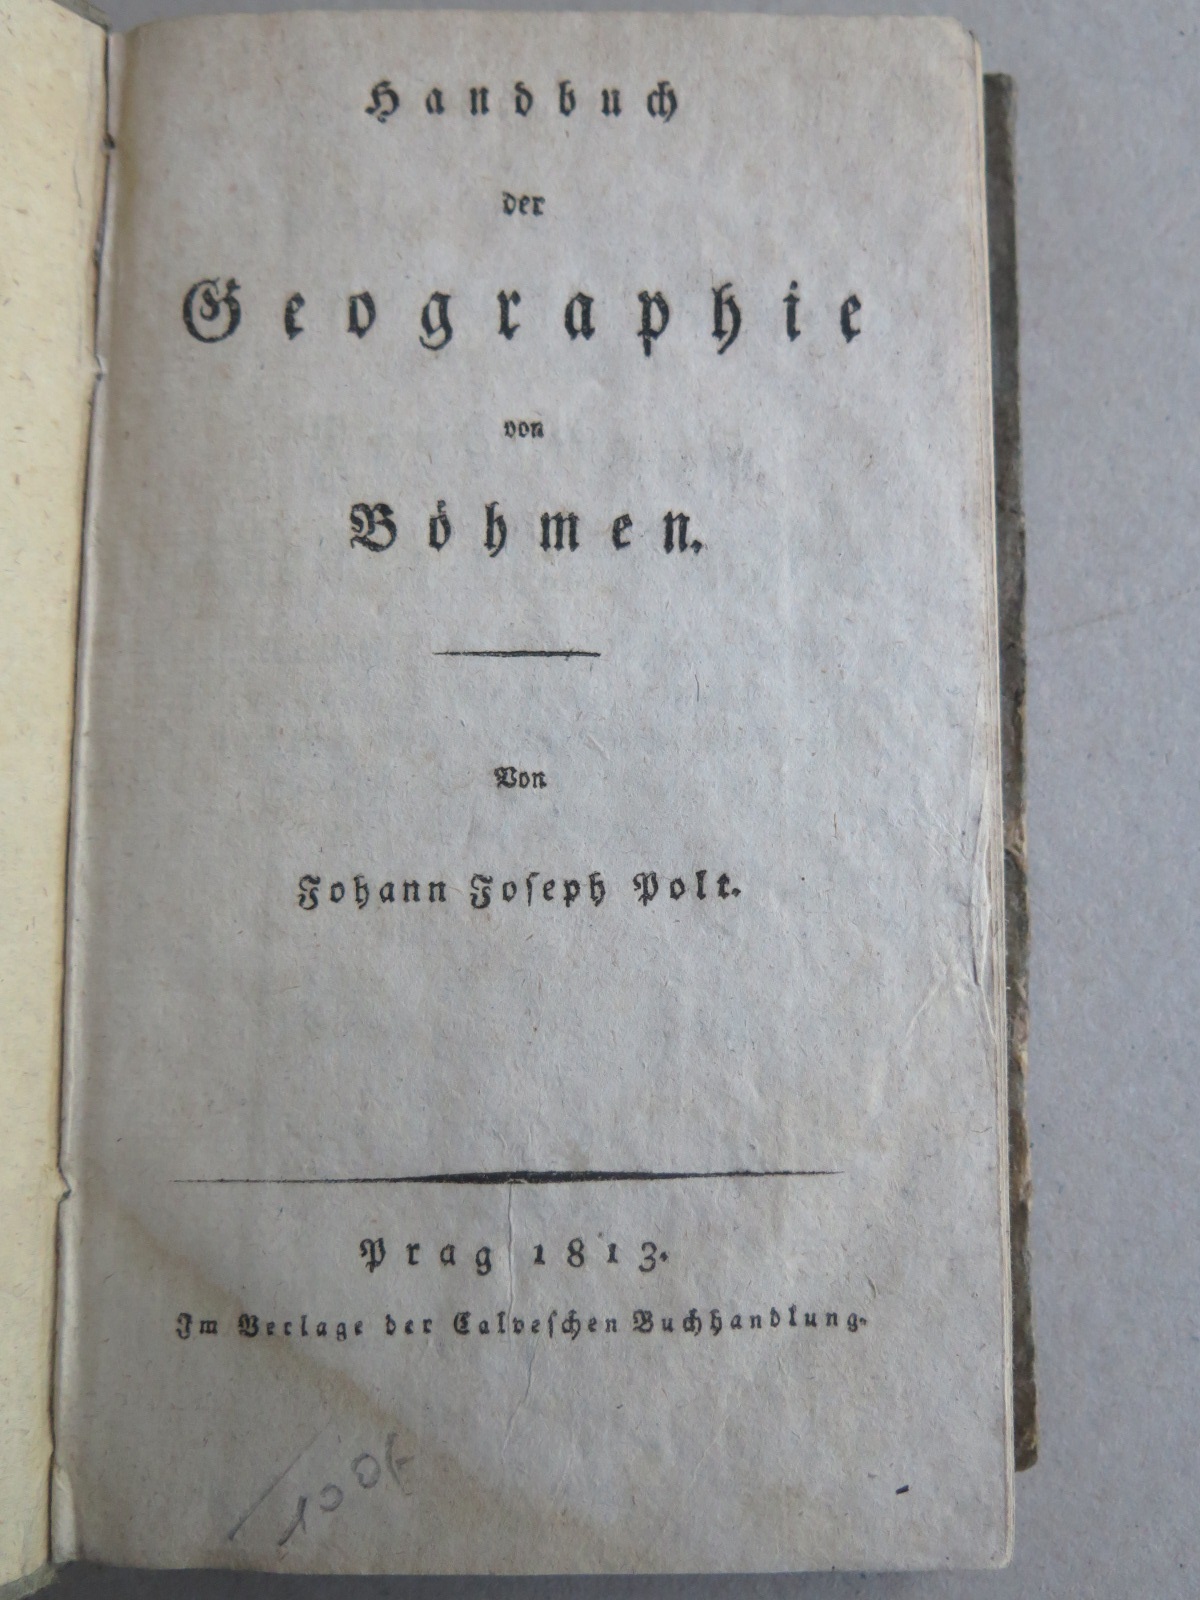 Handbuch
der
Geographie
von
Böhmen.
Von
Johann Joseph Polt.
Prag 1813.
Im Verlage der Calveschen Buchhandlung.